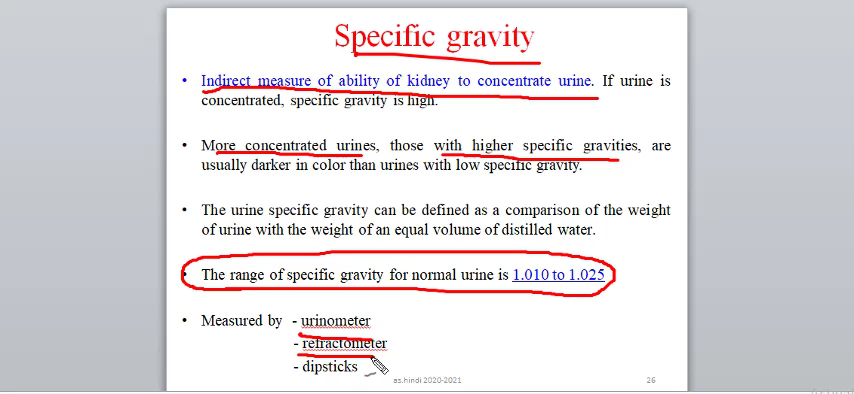 Specific gravity
• Indirect measure of ability of kidney to concentrate urine. If urine is
concentrated, specific gravity is high.
• More concentrated urines, those with higher specific gravities, are
usually darker in color than urines with low specific gravity.
• The urine specific gravity can be defined as a comparison of the weight
of urine with the weight of an equal volume of distilled water.
• The range of specific gravity for normal urine is 1.010 to 1.025
• Measured by - urinometer
- refractometer
- dipsticks
as.hindi 2020-2021 26